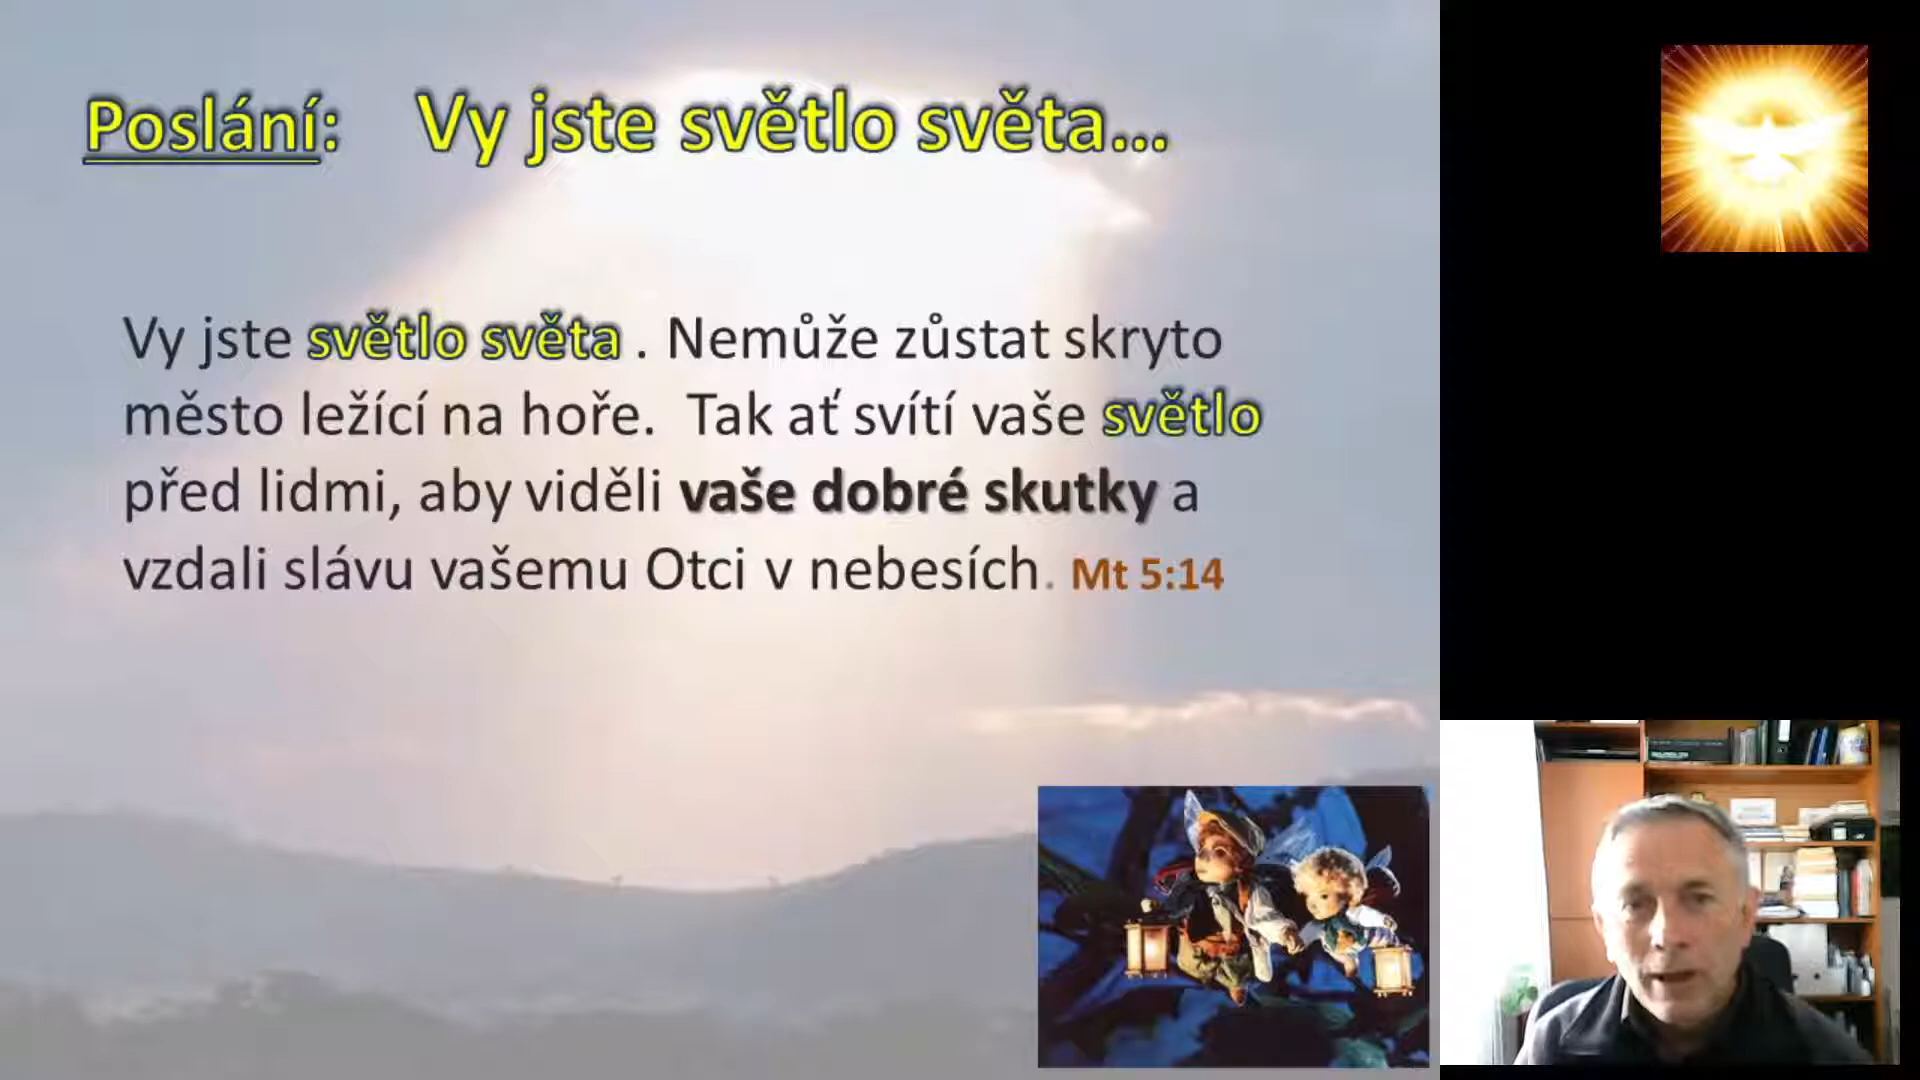 Poslání: Vy jste světlo světa...
Vy jste světlo světa . Nemůže zůstat skryto
město ležící na hoře. Tak ať svítí vaše světlo
před lidmi, aby viděli vaše dobré skutky a
vzdali slávu vašemu Otci v nebesích. Mt 5:14